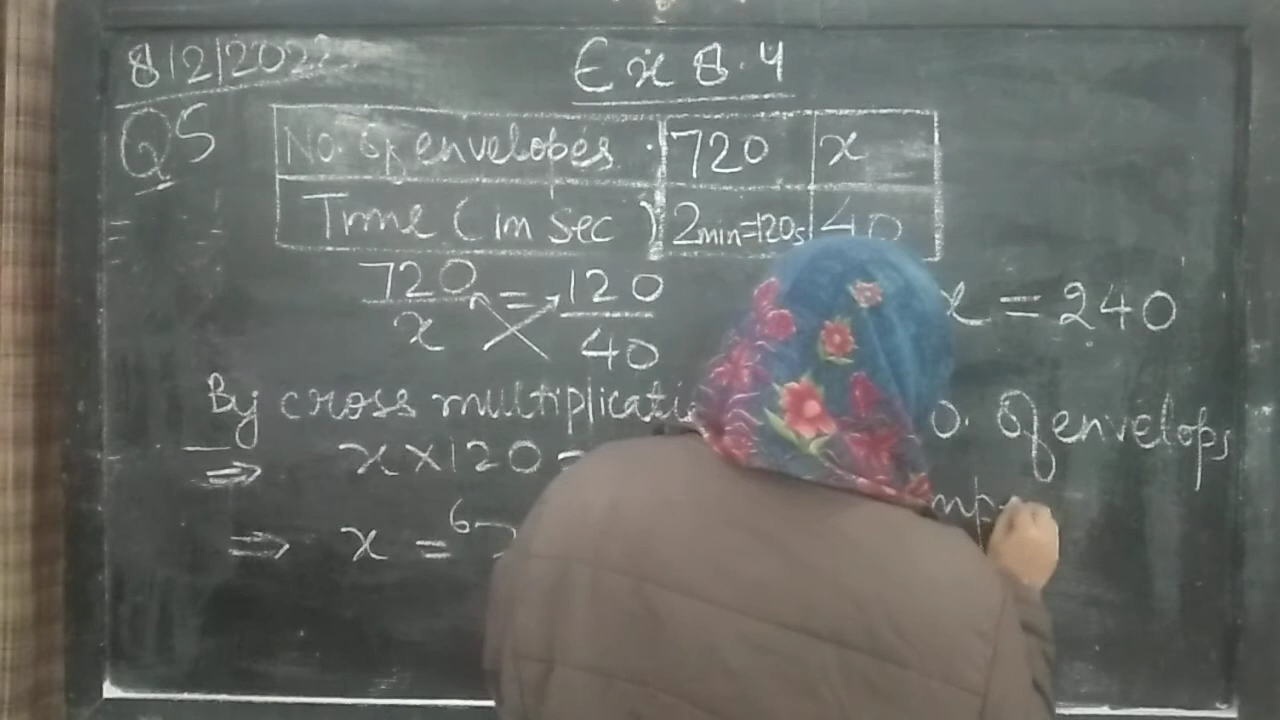 8/2/2022
Ex 8.4
Q5
No. of envelopes 720 x
Time (in sec) 2min=120s 40
720/x = 120/40
By cross multiplicati
⇒ x×120 =
⇒ x = 6
x = 240
o. of envelops